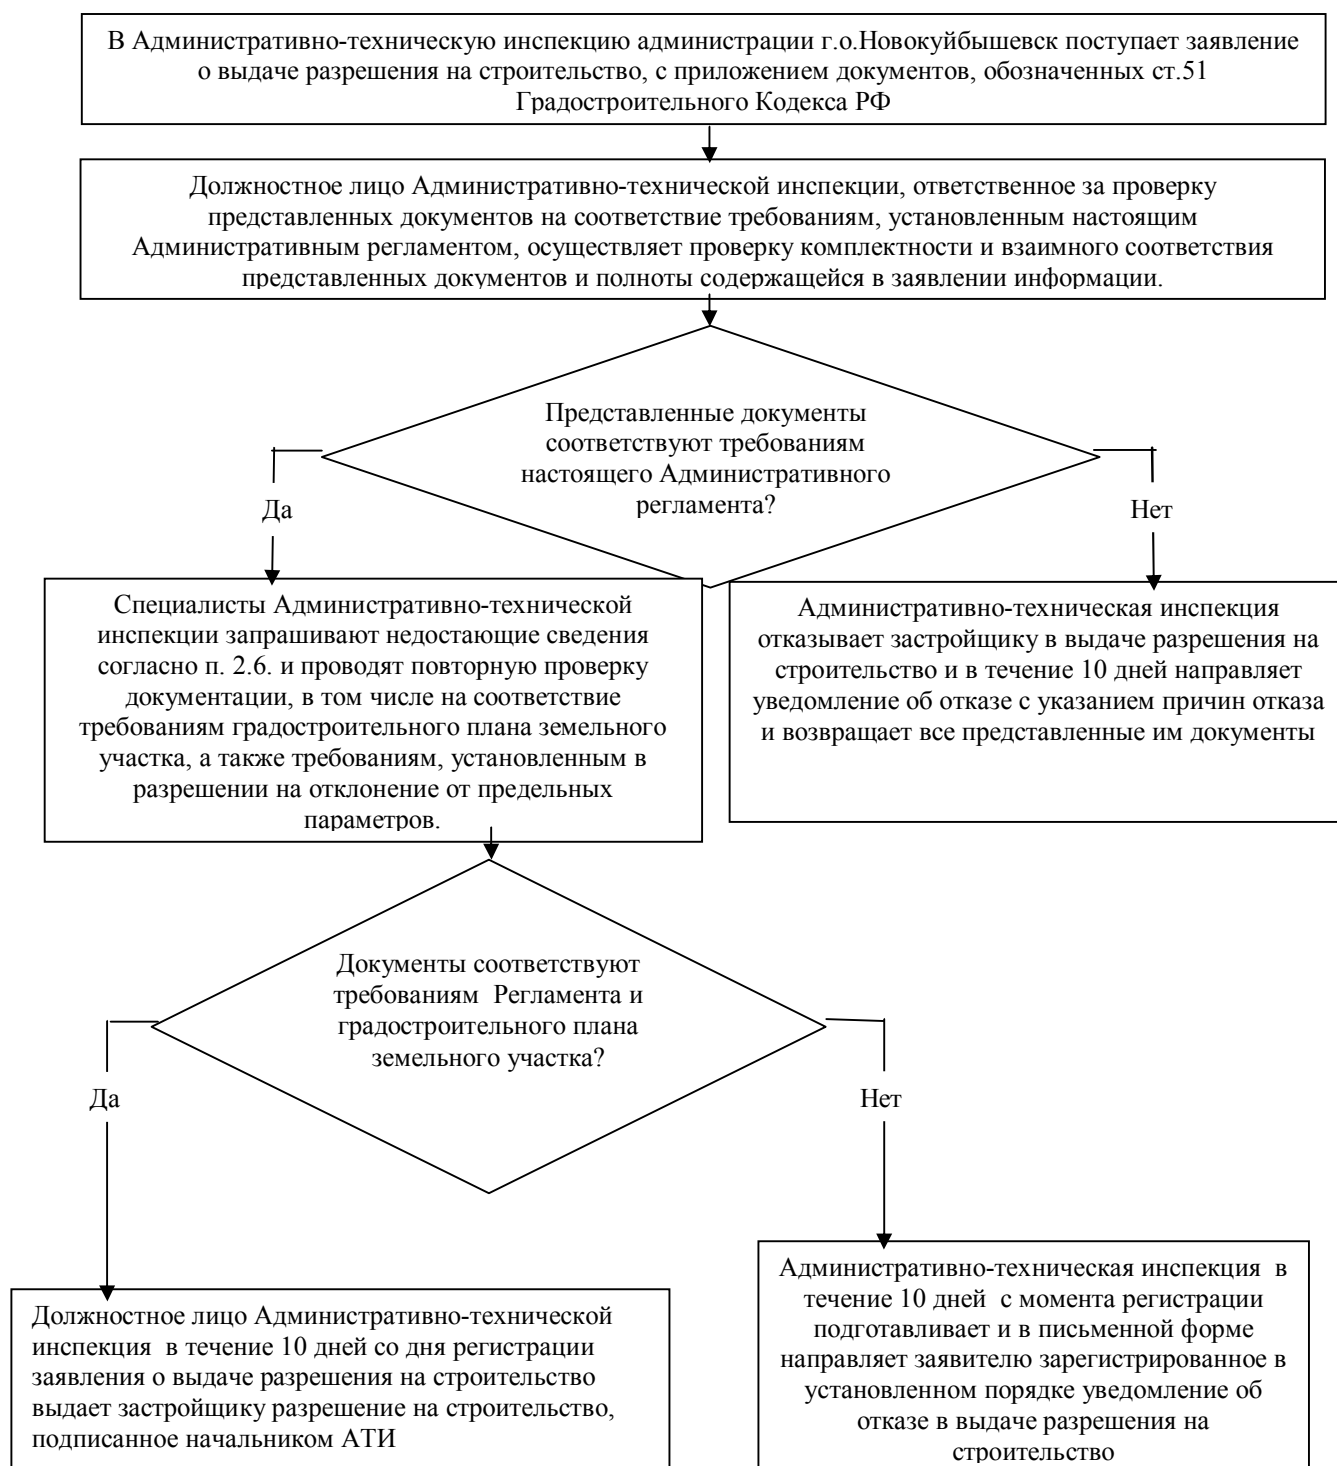 В Административно-техническую инспекцию администрации г.о.Новокуйбышевск поступает заявление
о выдаче разрешения на строительство, с приложением документов, обозначенных ст.51
Градостроительного Кодекса РФ
Должностное лицо Административно-технической инспекции, ответственное за проверку
представленных документов на соответствие требованиям, установленным настоящим
Административным регламентом, осуществляет проверку комплектности и взаимного соответствия
представленных документов и полноты содержащейся в заявлении информации.
Представленные документы
соответствуют требованиям
настоящего Административного
регламента?
Да
Нет
Специалисты Административно-технической
инспекции запрашивают недостающие сведения
согласно п. 2.6. и проводят повторную проверку
документации, в том числе на соответствие
требованиям градостроительного плана земельного
участка, а также требованиям, установленным в
разрешении на отклонение от предельных
параметров.
Административно-техническая инспекция
отказывает застройщику в выдаче разрешения на
строительство и в течение 10 дней направляет
уведомление об отказе с указанием причин отказа
и возвращает все представленные им документы
Документы соответствуют
требованиям  Регламента и
градостроительного плана
земельного участка?
Да
Нет
Должностное лицо Административно-технической
инспекция  в течение 10 дней со дня регистрации
заявления о выдаче разрешения на строительство
выдает застройщику разрешение на строительство,
подписанное начальником АТИ
Административно-техническая инспекция  в
течение 10 дней  с момента регистрации
подготавливает и в письменной форме
направляет заявителю зарегистрированное в
установленном порядке уведомление об
отказе в выдаче разрешения на
строительство